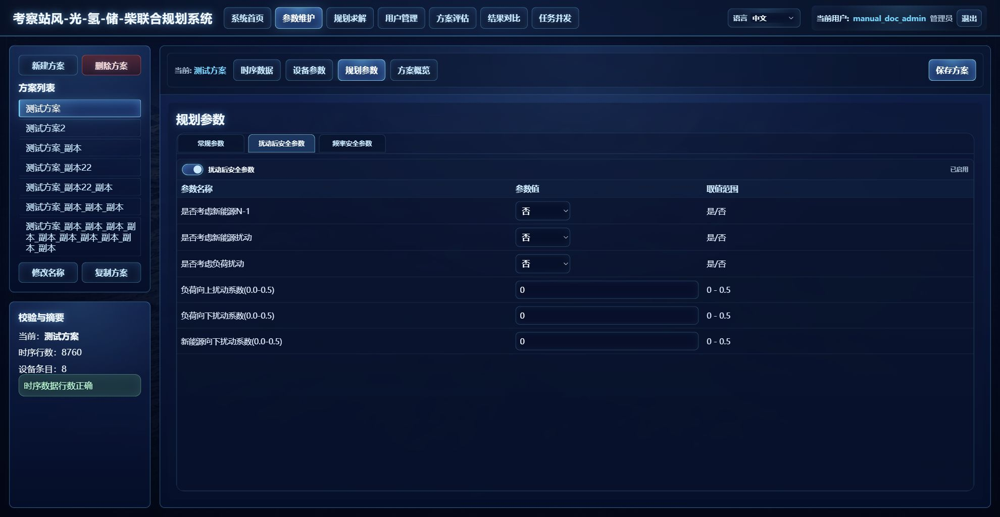 考察站风-光-氢-储-柴联合规划系统
系统首页
参数维护
规划求解
用户管理
方案评估
结果对比
任务并发
语言 中文
当前用户: manual_doc_admin 管理员
退出
新建方案
删除方案
方案列表
测试方案
测试方案2
测试方案_副本
测试方案_副本22
测试方案_副本22_副本
测试方案_副本_副本_副本
测试方案_副本_副本_副本_副
本_副本_副本_副本_副本_副
本_副本
修改名称
复制方案
校验与摘要
当前：测试方案
时序行数：8760
设备条目：8
时序数据行数正确
当前: 测试方案
时序数据
设备参数
规划参数
方案概览
保存方案
规划参数
常规参数
扰动后安全参数
频率安全参数
扰动后安全参数
已启用
参数名称 参数值 取值范围
是否考虑新能源N-1 否 是/否
是否考虑新能源扰动 否 是/否
是否考虑负荷扰动 否 是/否
负荷向上扰动系数(0.0-0.5) 0 0 - 0.5
负荷向下扰动系数(0.0-0.5) 0 0 - 0.5
新能源向下扰动系数(0.0-0.5) 0 0 - 0.5